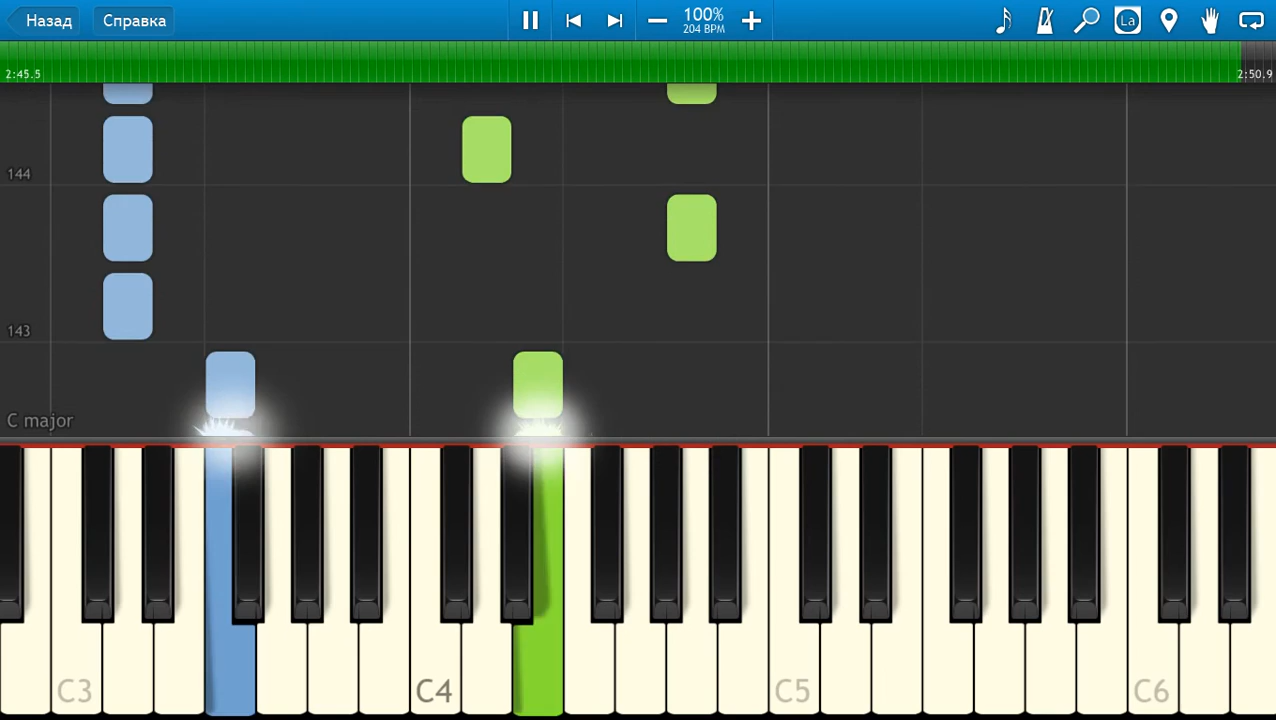 Назад
Справка
100%
204 BPM
La
2:45.5
2:50.9
144
143
C major
C3
C4
C5
C6